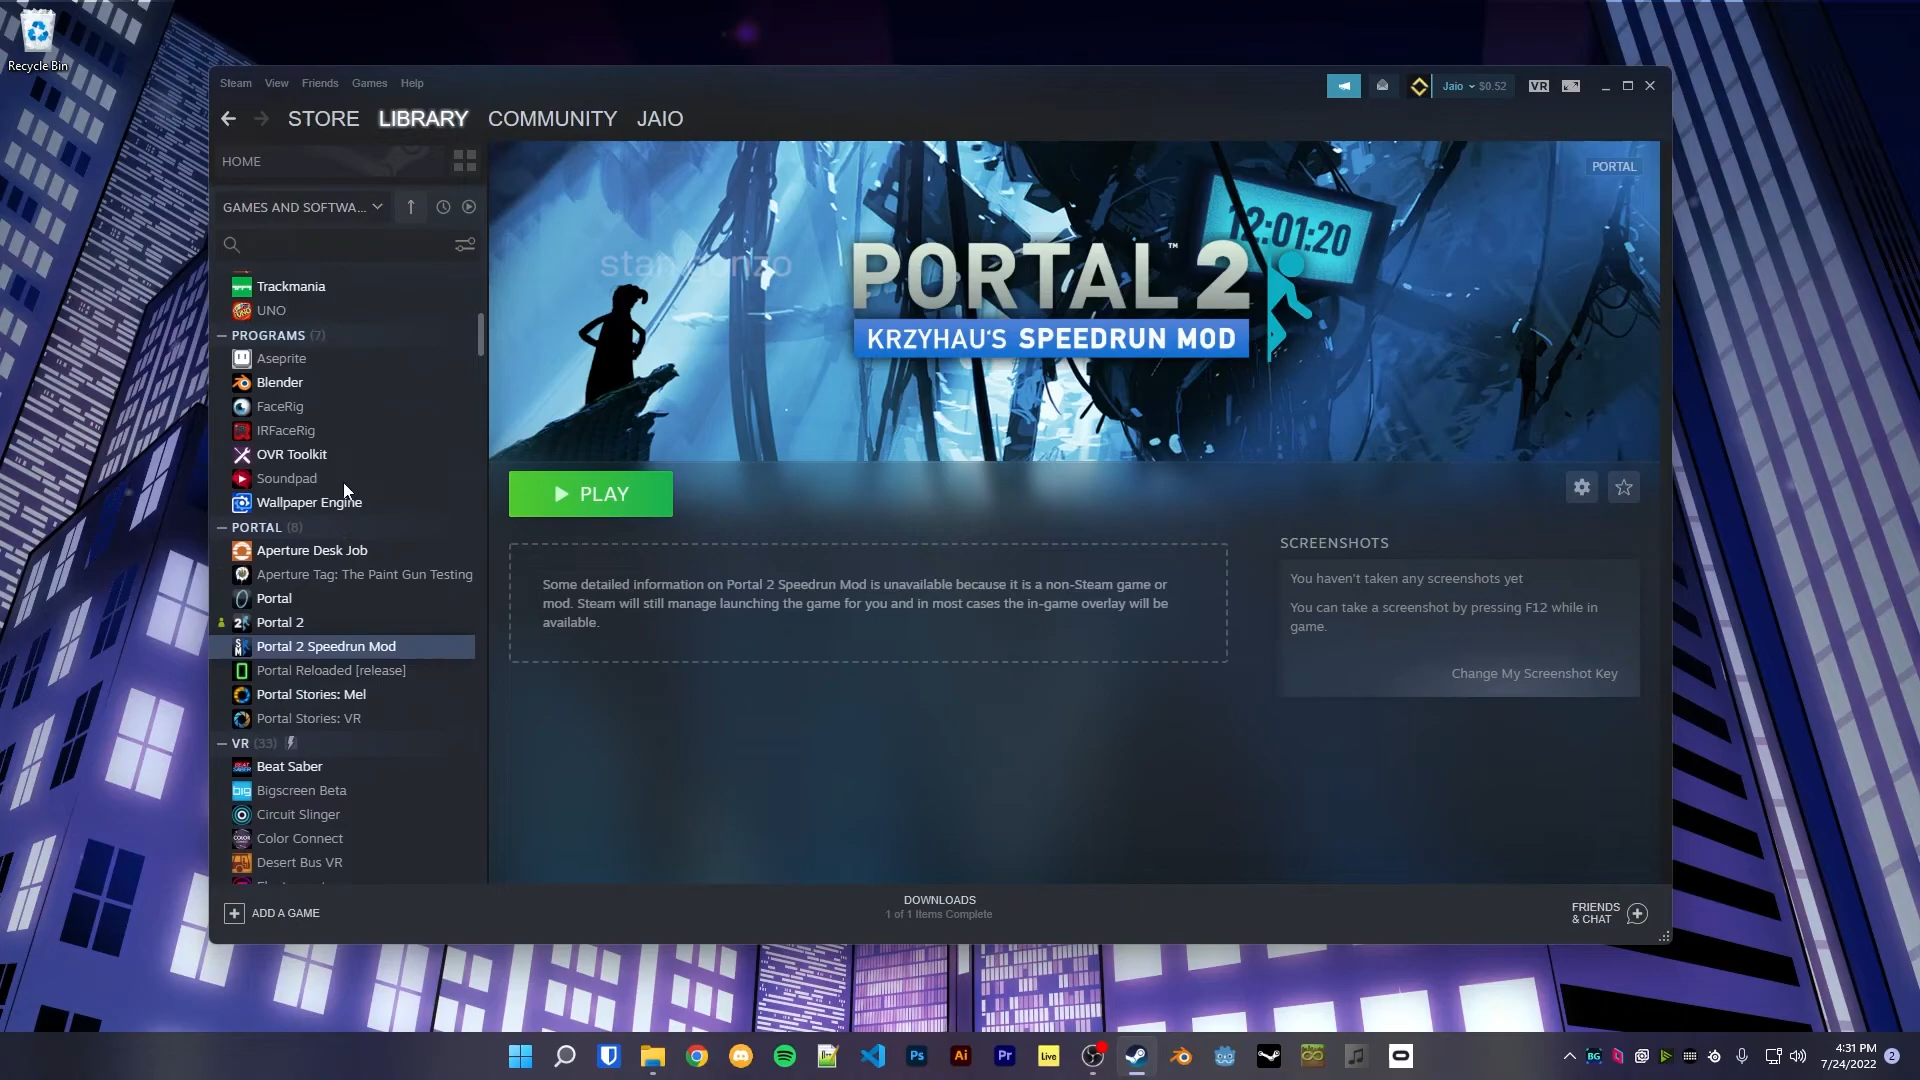 Recycle Bin
Steam View Friends Games Help
Jaio $0.52
VR
STORE LIBRARY COMMUNITY JAIO
HOME
GAMES AND SOFTWA...
Trackmania
UNO
PROGRAMS (7)
Aseprite
Blender
FaceRig
IRFaceRig
OVR Toolkit
Soundpad
Wallpaper Engine
PORTAL (8)
Aperture Desk Job
Aperture Tag: The Paint Gun Testing
Portal
Portal 2
Portal 2 Speedrun Mod
Portal Reloaded [release]
Portal Stories: Mel
Portal Stories: VR
VR (33)
Beat Saber
Bigscreen Beta
Circuit Slinger
Color Connect
Desert Bus VR
PORTAL
12:01:20
stan gonzo
PORTAL 2™
KRZYHAU'S SPEEDRUN MOD
PLAY
Some detailed information on Portal 2 Speedrun Mod is unavailable because it is a non-Steam game or
mod. Steam will still manage launching the game for you and in most cases the in-game overlay will be
available.
SCREENSHOTS
You haven't taken any screenshots yet
You can take a screenshot by pressing F12 while in
game.
Change My Screenshot Key
ADD A GAME
DOWNLOADS
1 of 1 Items Complete
FRIENDS
& CHAT
Ps
Ai
Pr
Live
BG
4:31 PM
7/24/2022
2